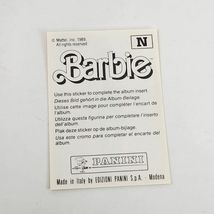 © Mattel, Inc. 1989
All rights reserved
N
Barbie
Use this sticker to complete the album insert.
Dieses Bild gehört in die Album-Beilage.
Utilise cette image pour compléter l'encart de
l'album.
Utilizza questa figurina per completare l'inserto
dell'album.
Plak deze sticker op de album-bijlage.
Usa este cromo para completar el encarte del
album.
PANINI
Made in Italy by EDIZIONI PANINI S.p.A. - Modena